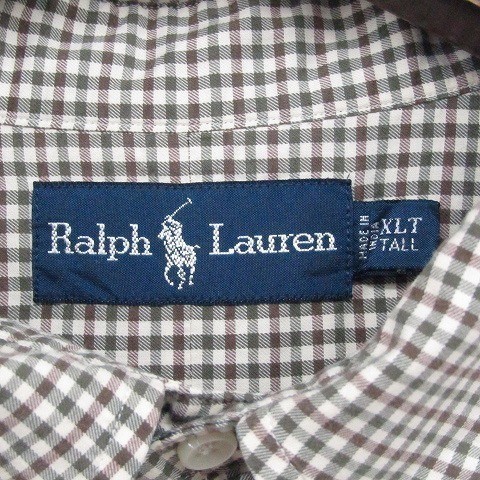 Ralph Lauren
MADE IN
INDIA
XLT
TALL